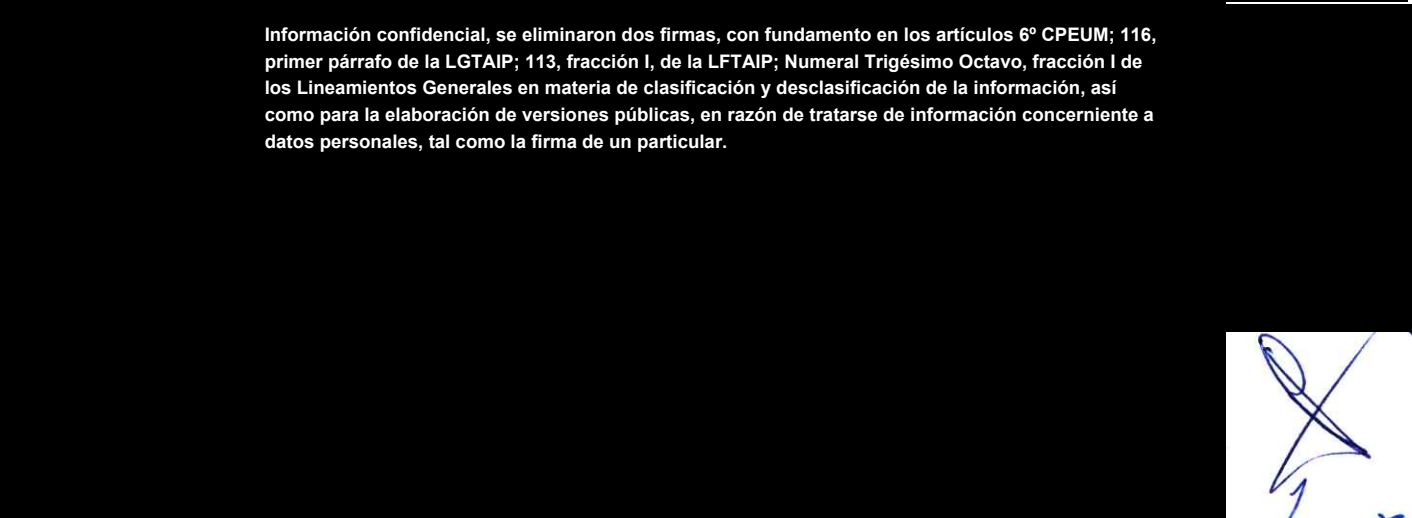 Información confidencial, se eliminaron dos firmas, con fundamento en los artículos 6º CPEUM; 116,
primer párrafo de la LGTAIP; 113, fracción I, de la LFTAIP; Numeral Trigésimo Octavo, fracción I de
los Lineamientos Generales en materia de clasificación y desclasificación de la información, así
como para la elaboración de versiones públicas, en razón de tratarse de información concerniente a
datos personales, tal como la firma de un particular.